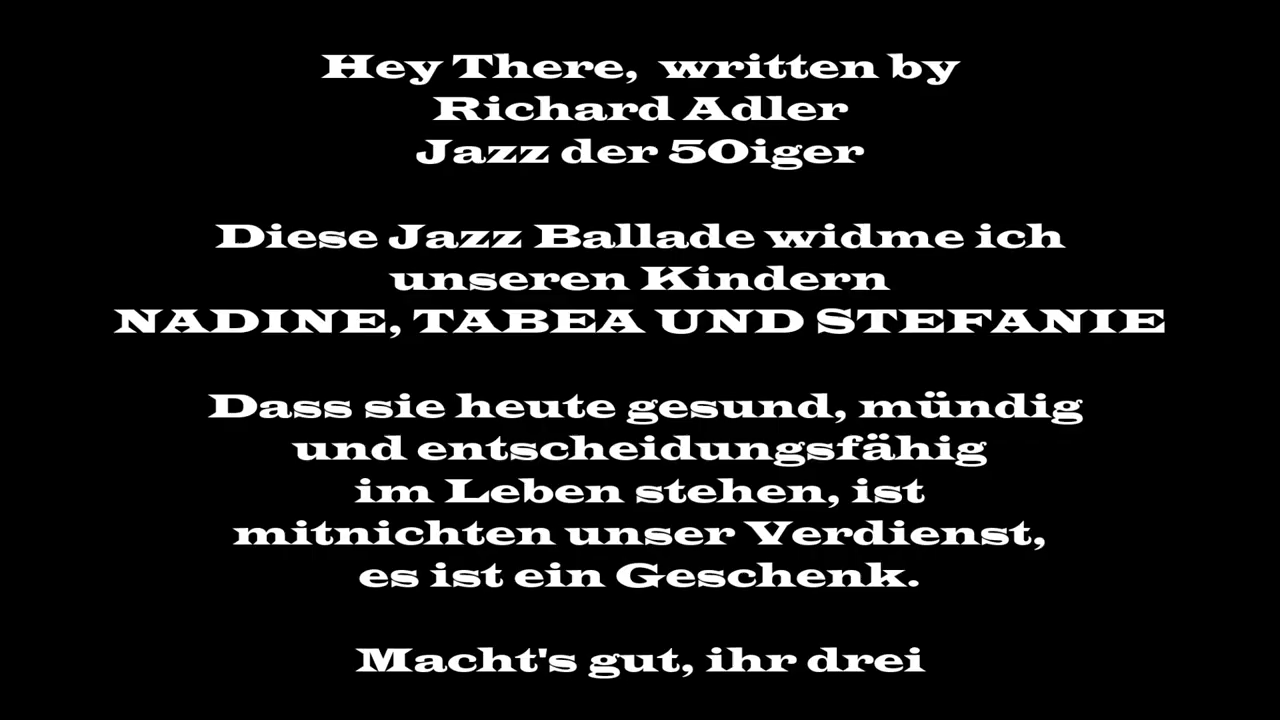 Hey There, written by
Richard Adler
Jazz der 50iger
Diese Jazz Ballade widme ich
unseren Kindern
NADINE, TABEA UND STEFANIE
Dass sie heute gesund, mündig
und entscheidungsfähig
im Leben stehen, ist
mitnichten unser Verdienst,
es ist ein Geschenk.
Macht's gut, ihr drei